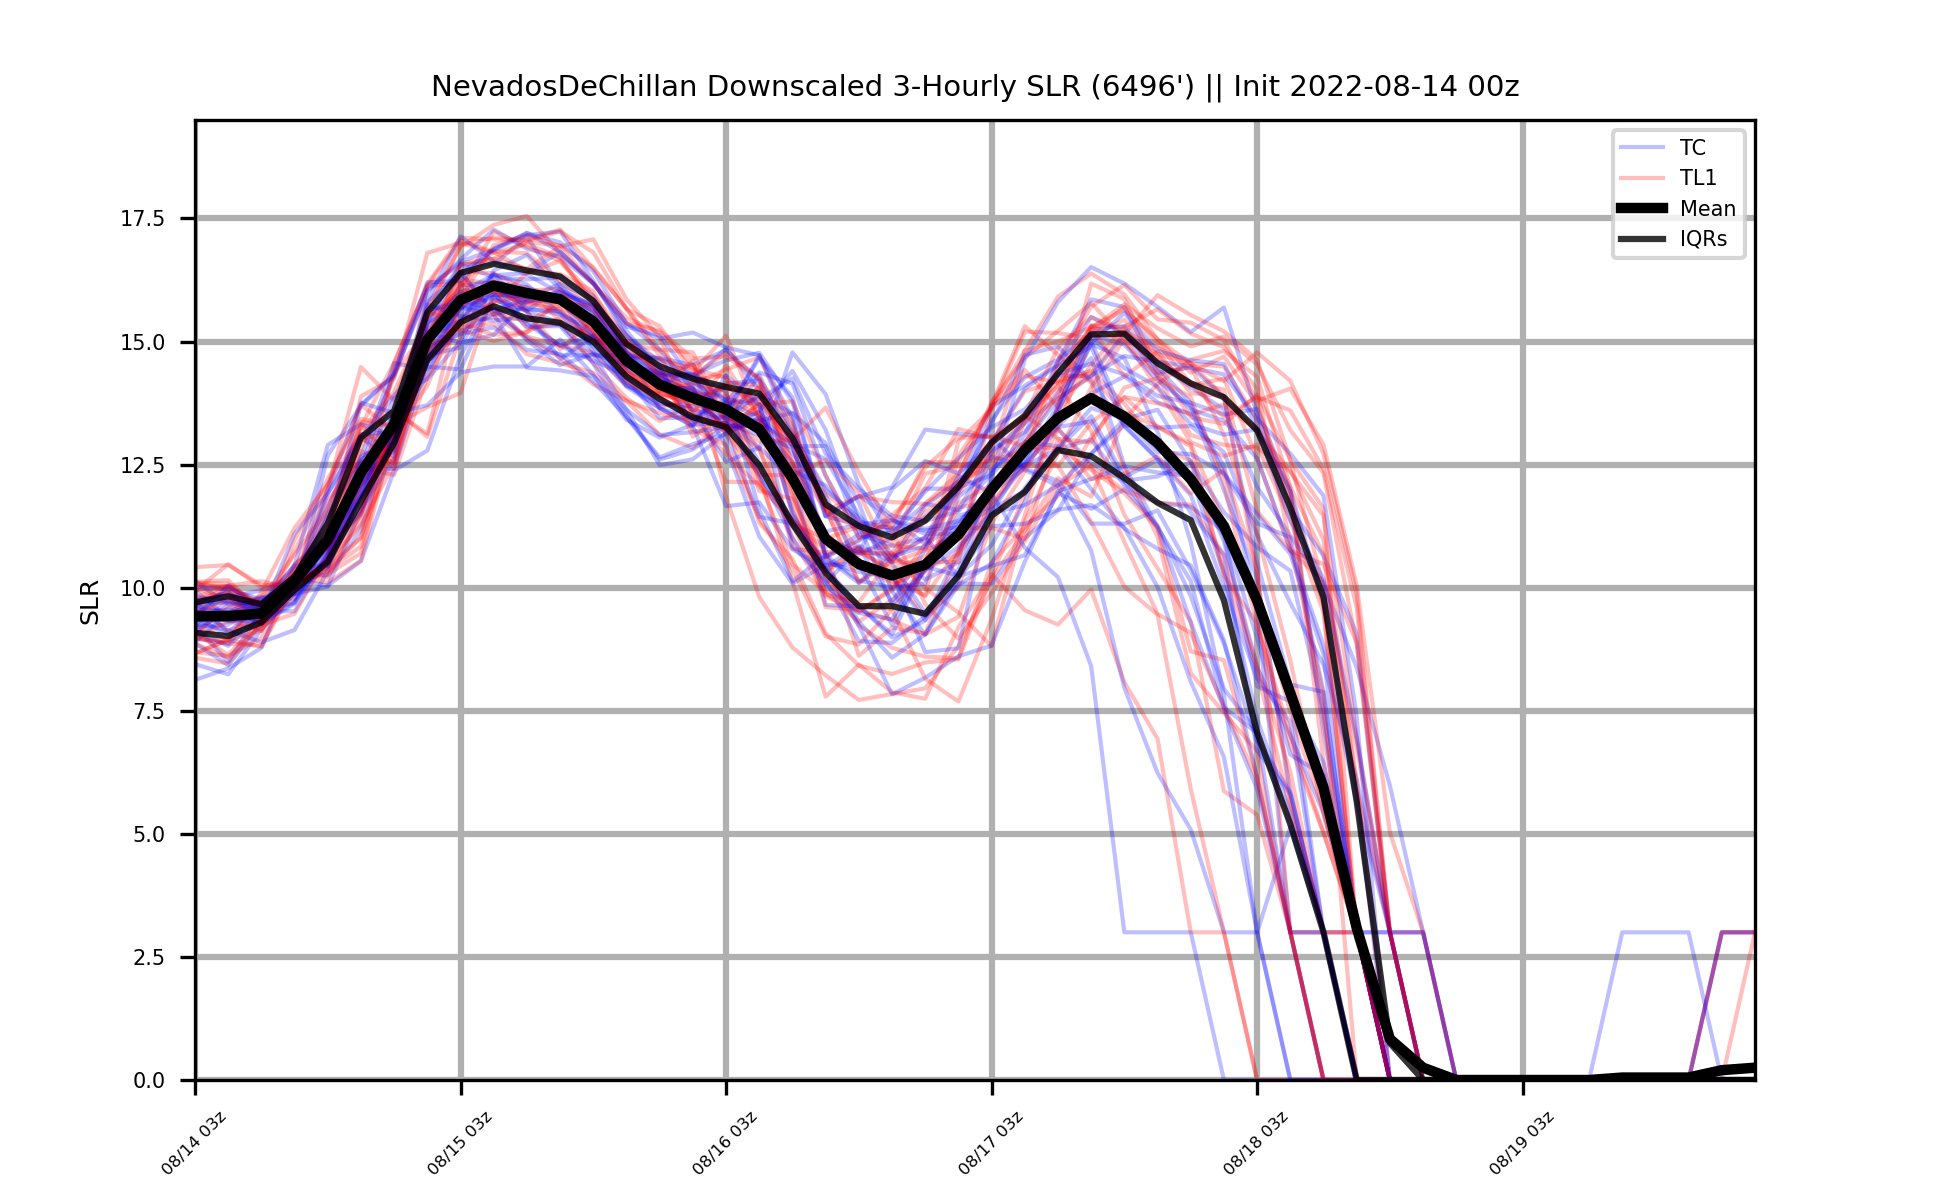 NevadosDeChillan Downscaled 3-Hourly SLR (6496') || Init 2022-08-14 00z
TC
TL1
Mean
IQRs
SLR
17.5
15.0
12.5
10.0
7.5
5.0
2.5
0.0
08/14 03z
08/15 03z
08/16 03z
08/17 03z
08/18 03z
08/19 03z